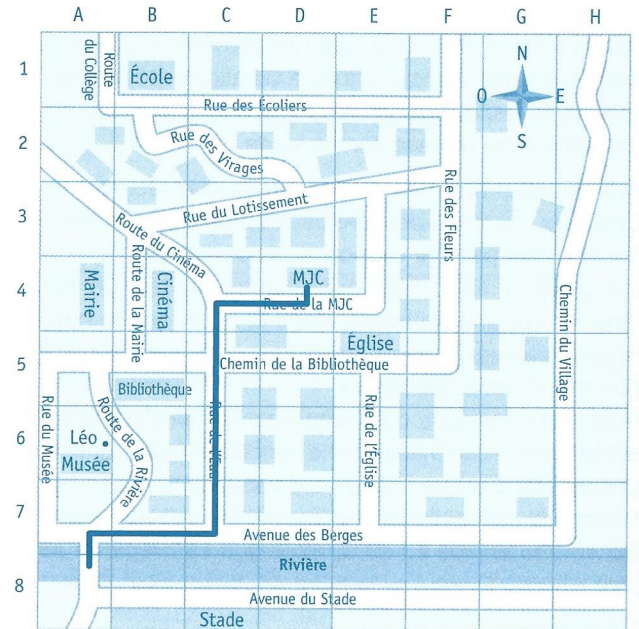 A B C D E F G H
1
Route
du Collège
École
Rue des Écoliers
N
O E
S
2
Rue des Virages
3
Rue du Lotissement
Route du Cinéma
Rue des Fleurs
4
Mairie
Route de la Mairie
Cinéma
MJC
Rue de la MJC
Chemin du Village
5
Église
Chemin de la Bibliothèque
Bibliothèque
6
Rue du Musée
Léo
Musée
Route de la Rivière
Rue de l'Eau
Rue de l'Église
7
Avenue des Berges
Rivière
8
Avenue du Stade
Stade